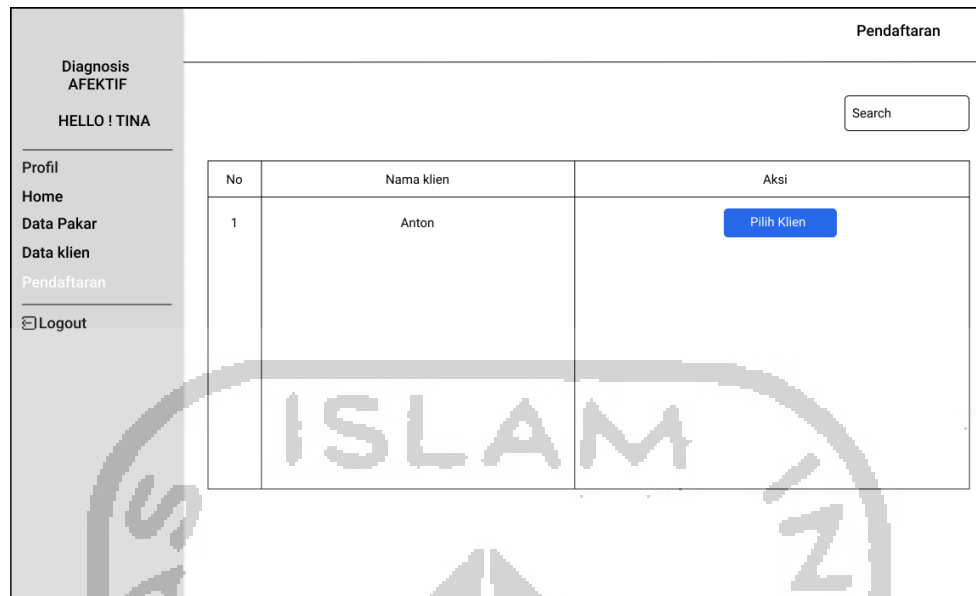 Pendaftaran
Diagnosis
AFEKTIF
HELLO ! TINA
Search
Profil
Home
Data Pakar
Data klien
Pendaftaran
Logout
No Nama klien Aksi
1 Anton Pilih Klien
ISLAM